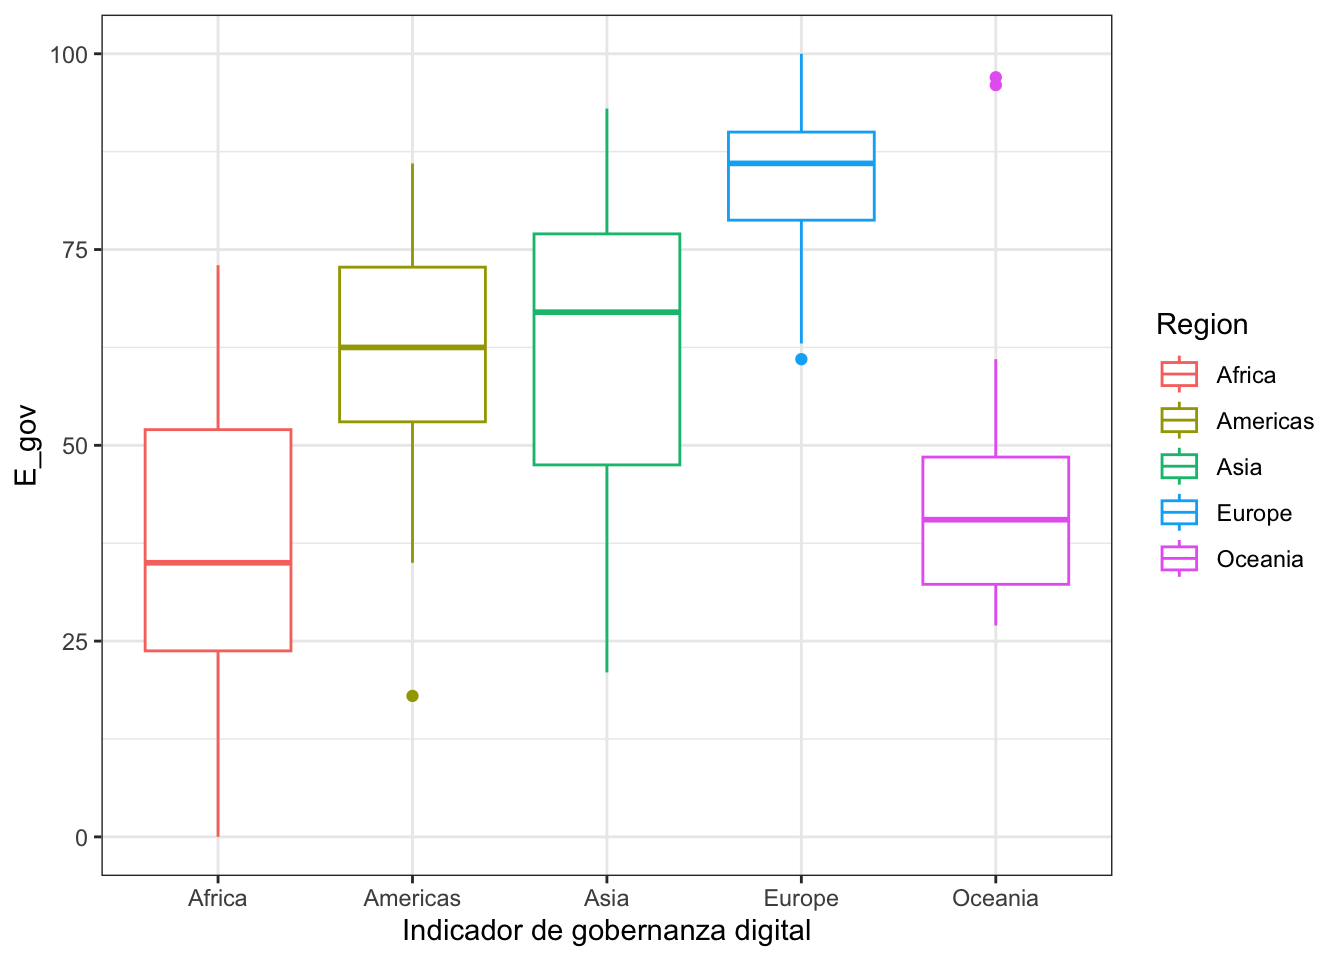 100
75
50
25
0
E_gov
Africa
Americas
Asia
Europe
Oceania
Indicador de gobernanza digital
Region
Africa
Americas
Asia
Europe
Oceania